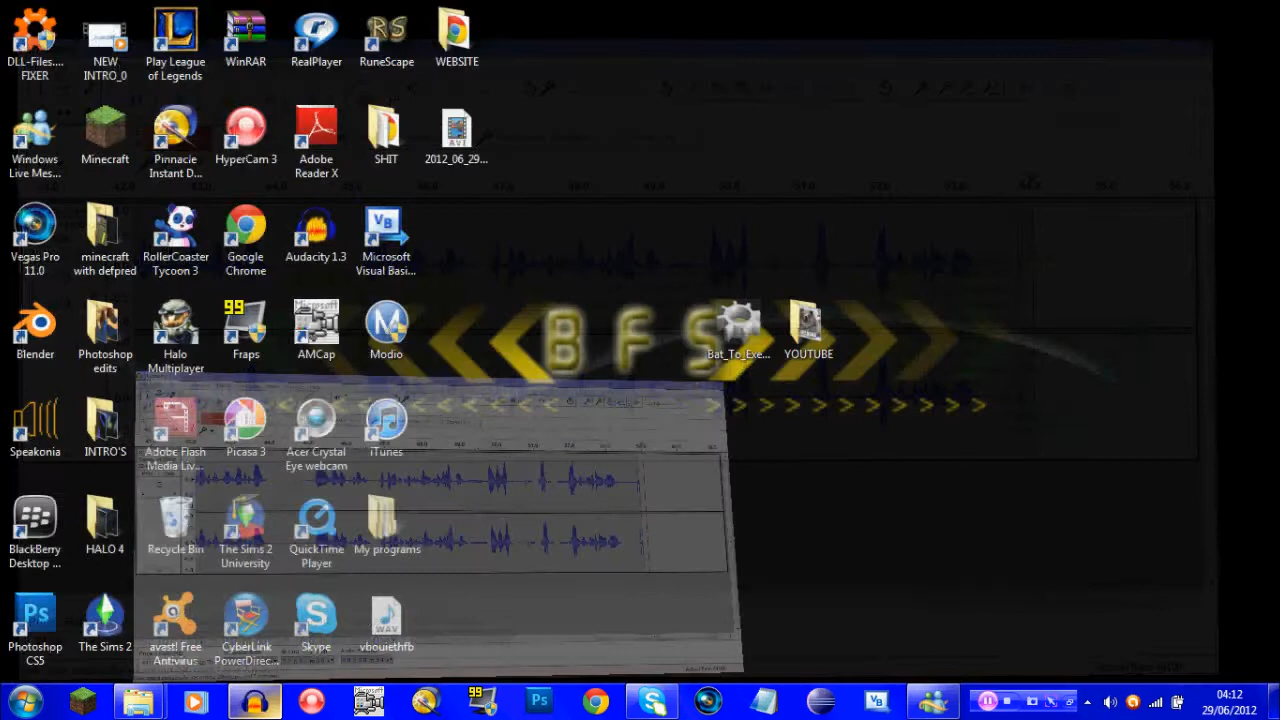 DLL-Files....
FIXER
NEW
INTRO_0
Play League
of Legends
WinRAR
RealPlayer
RuneScape
WEBSITE
Windows
Live Mes...
Minecraft
Pinnacle
Instant D...
HyperCam 3
Adobe
Reader X
SHIT
2012_06_29...
Vegas Pro
11.0
minecraft
with defpred
RollerCoaster
Tycoon 3
Google
Chrome
Audacity 1.3
Microsoft
Visual Basi...
Blender
Photoshop
edits
Halo
Multiplayer
99
Fraps
Microsoft
AMCap
Modio
BFS
Bat_To_Exe...
YOUTUBE
Speakonia
INTRO'S
Adobe Flash
Media Liv...
Picasa 3
Acer Crystal
Eye webcam
iTunes
BlackBerry
Desktop ...
HALO 4
Recycle Bin
The Sims 2
University
QuickTime
Player
My programs
Photoshop
CS5
The Sims 2
avast! Free
Antivirus
CyberLink
PowerDirec...
Skype
vbouiethfb
04:12
29/06/2012